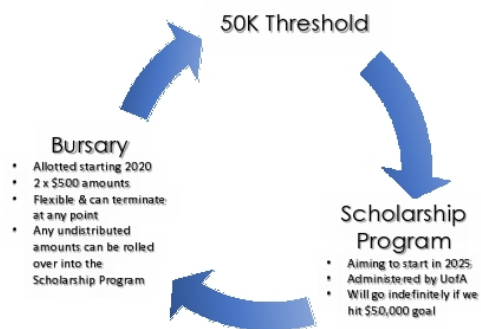 50K Threshold
Bursary
• Allotted starting 2020
• 2 x $500 amounts
• Flexible & can terminate
at any point
• Any undistributed
amounts can be rolled
over into the
Scholarship Program
Scholarship
Program
• Aiming to start in 2025
• Administered by UofA
• Will go indefinitely if we
hit $50,000 goal